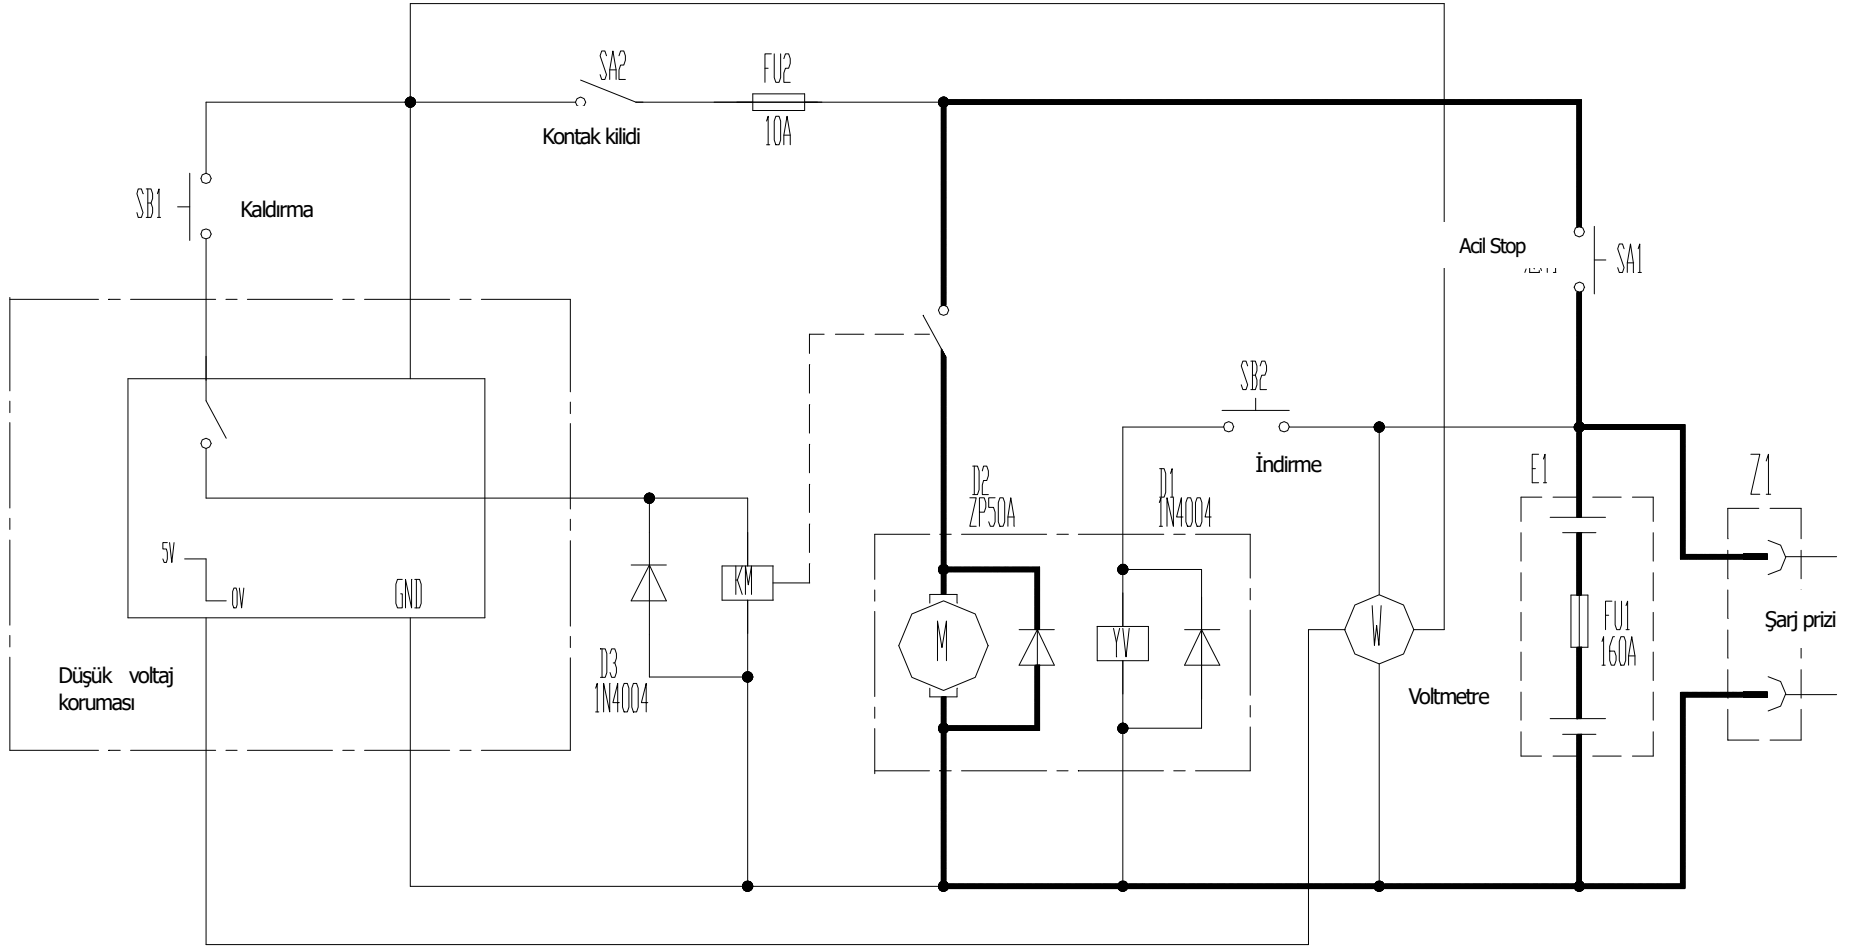 SA2
FU2
Kontak kilidi
10A
SB1
Kaldırma
Acil Stop
SA1
SB2
İndirme
D2
ZP50A
D1
1N4004
E1
Z1
5V
0V
GND
KM
M
YV
W
FU1
160A
Şarj prizi
Düşük voltaj
koruması
D3
1N4004
Voltmetre